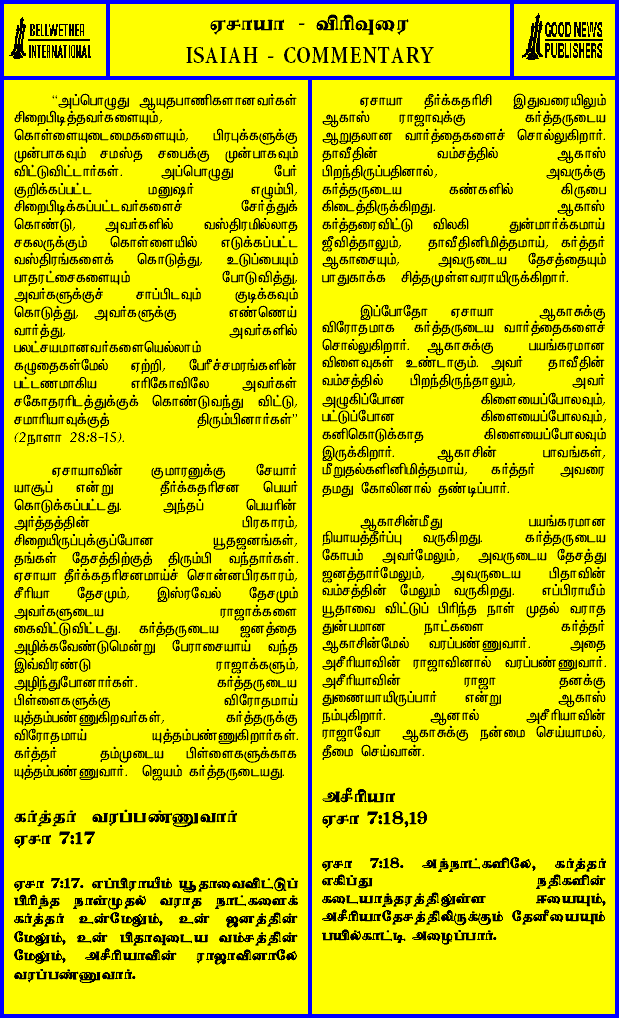 BELLWETHER
INTERNATIONAL
ஏசாயா - விரிவுரை
ISAIAH - COMMENTARY
GOOD NEWS
PUBLISHERS
“அப்பொழுது ஆயுதபாணிகளானவர்கள்
சிறைபிடித்தவர்களையும்,
கொள்ளையுடைமைகளையும், பிரபுக்களுக்கு
முன்பாகவும் சமஸ்த சபைக்கு முன்பாகவும்
விட்டுவிட்டார்கள். அப்பொழுது பேர்
குறிக்கப்பட்ட மனுஷர் எழும்பி,
சிறைபிடிக்கப்பட்டவர்களைச் சேர்த்துக்
கொண்டு, அவர்களில் வஸ்திரமில்லாத
சகலருக்கும் கொள்ளையில் எடுக்கப்பட்ட
வஸ்திரங்களைக் கொடுத்து, உடுப்பையும்
பாதரட்சைகளையும் போடுவித்து,
அவர்களுக்குச் சாப்பிடவும் குடிக்கவும்
கொடுத்து, அவர்களுக்கு எண்ணெய்
வார்த்து, அவர்களில்
பலட்சயமானவர்களையெல்லாம்
கழுதைகள்மேல் ஏற்றி, பேரீச்சமரங்களின்
பட்டணமாகிய எரிகோவிலே அவர்கள்
சகோதரரிடத்துக்குக் கொண்டுவந்து விட்டு,
சமாரியாவுக்குத் திரும்பினார்கள்”
(2நாளா 28:8-15).
ஏசாயாவின் குமாரனுக்கு சேயார்
யாசூப் என்று தீர்க்கதரிசன பெயர்
கொடுக்கப்பட்டது. அந்தப் பெயரின்
அர்த்தத்தின் பிரகாரம்,
சிறையிருப்புக்குப்போன யூதஜனங்கள்,
தங்கள் தேசத்திற்குத் திரும்பி வந்தார்கள்.
ஏசாயா தீர்க்கதரிசனமாய்ச் சொன்னபிரகாரம்,
சீரியா தேசமும், இஸ்ரவேல் தேசமும்
அவர்களுடைய ராஜாக்களை
கைவிட்டுவிட்டது. கர்த்தருடைய ஜனத்தை
அழிக்கவேண்டுமென்று பேராசையாய் வந்த
இவ்விரண்டு ராஜாக்களும்,
அழிந்துபோனார்கள். கர்த்தருடைய
பிள்ளைகளுக்கு விரோதமாய்
யுத்தம்பண்ணுகிறவர்கள், கர்த்தருக்கு
விரோதமாய் யுத்தம்பண்ணுகிறார்கள்.
கர்த்தர் தம்முடைய பிள்ளைகளுக்காக
யுத்தம்பண்ணுவார். ஜெயம் கர்த்தருடையது.
கர்த்தர் வரப்பண்ணுவார்
ஏசா 7:17
ஏசா 7:17. எப்பிராயீம் யூதாவைவிட்டுப்
பிரிந்த நாள்முதல் வராத நாட்களைக்
கர்த்தர் உன்மேலும், உன் ஜனத்தின்
மேலும், உன் பிதாவுடைய வம்சத்தின்
மேலும், அசீரியாவின் ராஜாவினாலே
வரப்பண்ணுவார்.
ஏசாயா தீர்க்கதரிசி இதுவரையிலும்
ஆகாஸ் ராஜாவுக்கு கர்த்தருடைய
ஆறுதலான வார்த்தைகளைச் சொல்லுகிறார்.
தாவீதின் வம்சத்தில் ஆகாஸ்
பிறந்திருப்பதினால், அவருக்கு
கர்த்தருடைய கண்களில் கிருபை
கிடைத்திருக்கிறது. ஆகாஸ்
கர்த்தரைவிட்டு விலகி துன்மார்க்கமாய்
ஜீவித்தாலும், தாவீதினிமித்தமாய், கர்த்தர்
ஆகாசையும், அவருடைய தேசத்தையும்
பாதுகாக்க சித்தமுள்ளவராயிருக்கிறார்.
இப்போதோ ஏசாயா ஆகாசுக்கு
விரோதமாக கர்த்தருடைய வார்த்தைகளைச்
சொல்லுகிறார். ஆகாசுக்கு பயங்கரமான
விளைவுகள் உண்டாகும். அவர் தாவீதின்
வம்சத்தில் பிறந்திருந்தாலும், அவர்
அழுகிப்போன கிளையைப்போலவும்,
பட்டுப்போன கிளையைப்போலவும்,
கனிகொடுக்காத கிளையைப்போலவும்
இருக்கிறார். ஆகாசின் பாவங்கள்,
மீறுதல்களினிமித்தமாய், கர்த்தர் அவரை
தமது கோலினால் தண்டிப்பார்.
ஆகாசின்மீது பயங்கரமான
நியாயத்தீர்ப்பு வருகிறது. கர்த்தருடைய
கோபம் அவர்மேலும், அவருடைய தேசத்து
ஜனத்தார்மேலும், அவருடைய பிதாவின்
வம்சத்தின் மேலும் வருகிறது. எப்பிராயீம்
யூதாவை விட்டுப் பிரிந்த நாள் முதல் வராத
துன்பமான நாட்களை கர்த்தர்
ஆகாசின்மேல் வரப்பண்ணுவார். அதை
அசீரியாவின் ராஜாவினால் வரப்பண்ணுவார்.
அசீரியாவின் ராஜா தனக்கு
துணையாயிருப்பார் என்று ஆகாஸ்
நம்புகிறார். ஆனால் அசீரியாவின்
ராஜாவோ ஆகாசுக்கு நன்மை செய்யாமல்,
தீமை செய்வான்.
அசீரியா
ஏசா 7:18,19
ஏசா 7:18. அந்நாட்களிலே, கர்த்தர்
எகிப்து நதிகளின்
கடையாந்தரத்திலுள்ள ஈயையும்,
அசீரியாதேசத்திலிருக்கும் தேனீயையும்
பயில்காட்டி அழைப்பார்.